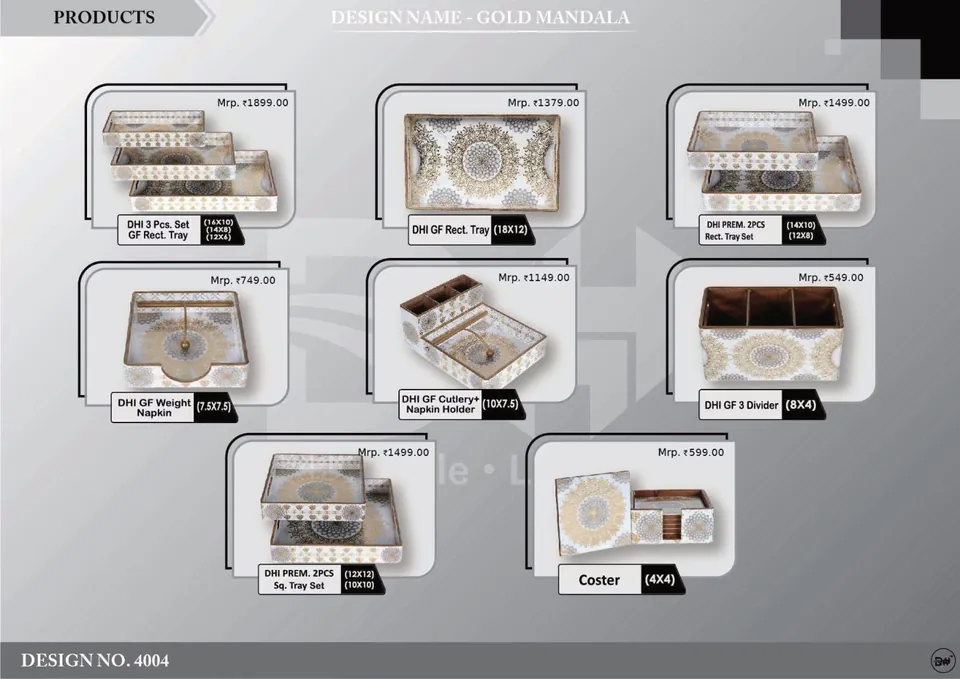 PRODUCTS
DESIGN NAME - GOLD MANDALA
Mrp. ₹1899.00
DHI 3 Pcs. Set
GF Rect. Tray
(16X10)
(14X8)
(12X6)
Mrp. ₹1379.00
DHI GF Rect. Tray (18X12)
Mrp. ₹1499.00
DHI PREM. 2PCS
Rect. Tray Set
(14X10)
(12X8)
Mrp. ₹749.00
DHI GF Weight
Napkin
(7.5X7.5)
Mrp. ₹1149.00
DHI GF Cutlery+
Napkin Holder
(10X7.5)
Mrp. ₹549.00
DHI GF 3 Divider (8X4)
Mrp. ₹1499.00
DHI PREM. 2PCS
Sq. Tray Set
(12X12)
(10X10)
Mrp. ₹599.00
Coster (4X4)
DESIGN NO. 4004